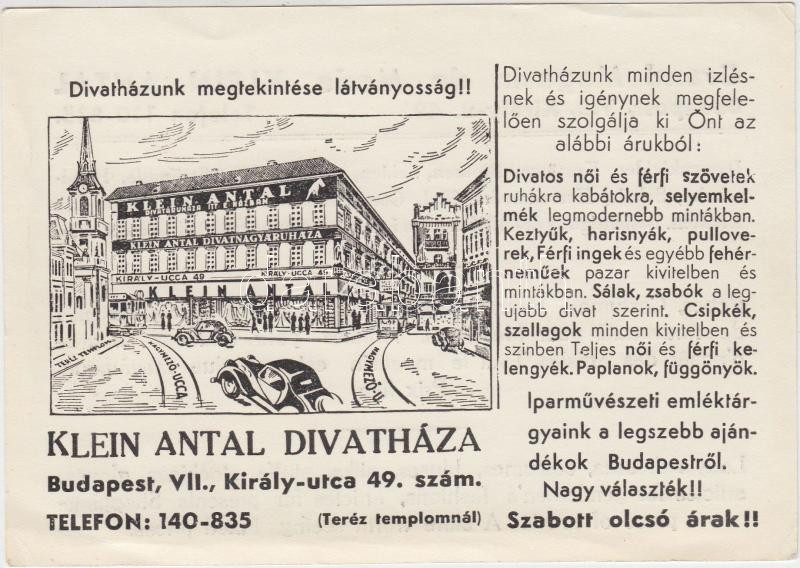 Divatházunk megtekintése látványosság!!
KLEIN ANTAL
KLEIN ANTAL DIVATNAGYÁRUHÁZA
KIRÁLY-UCCA 49
KIRÁLY-UCCA 49
KLEIN ANTAL
KLEIN
TERÉZ TEMPLOM
NAGYMEZŐ-UCCA
NAGYMEZŐ-U.
KLEIN ANTAL DIVATHÁZA
Budapest, VII., Király-utca 49. szám.
TELEFON: 140-835 (Teréz templomnál)
Divatházunk minden izlés-
nek és igénynek megfele-
lően szolgálja ki Önt az
alábbi árukból:
Divatos női és férfi szövetek
ruhákra kabátokra, selyemkel-
mék legmodernebb mintákban.
Keztyűk, harisnyák, pullove-
rek, Férfi ingek és egyébb fehér-
neműek pazar kivitelben és
mintákban. Sálak, zsabók a leg-
ujabb divat szerint. Csipkék,
szallagok minden kivitelben és
szinben Teljes női és férfi ke-
lengyék. Paplanok, függönyök.
Iparművészeti emléktár-
gyaink a legszebb aján-
dékok Budapestről.
Nagy választék!!
Szabott olcsó árak!!